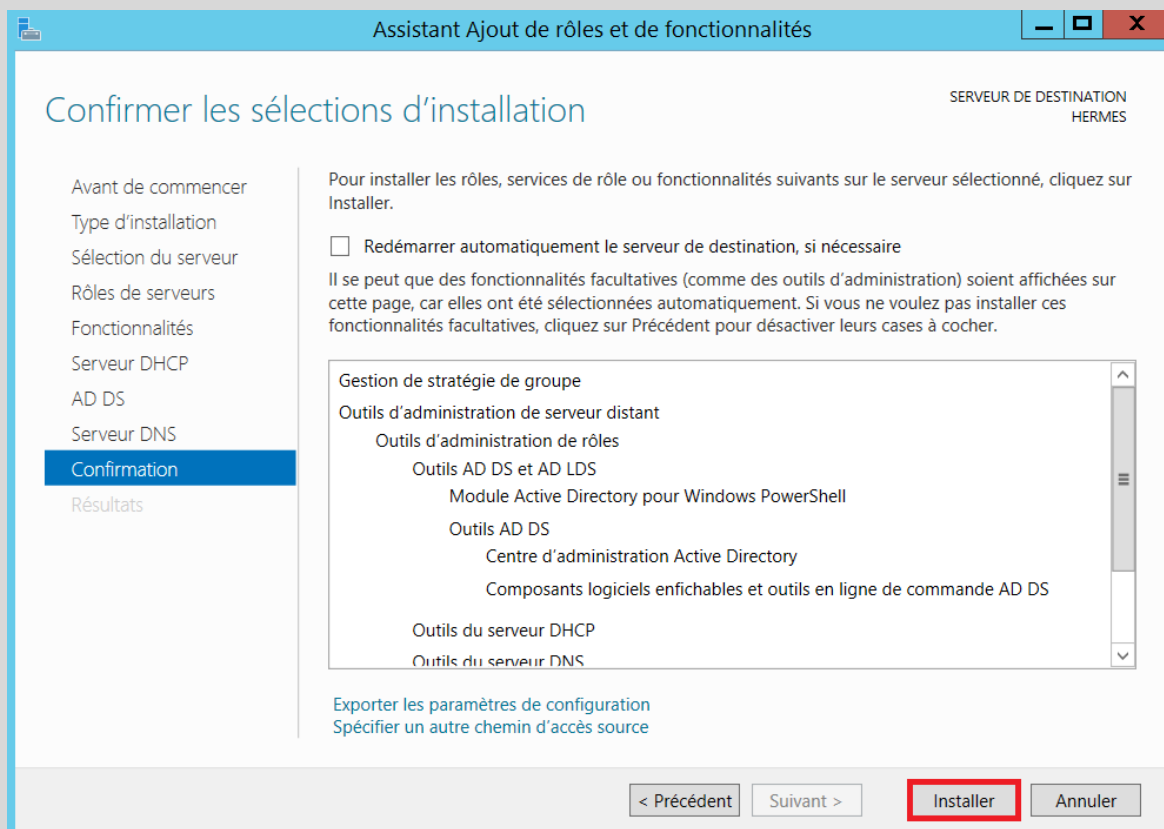 Assistant Ajout de rôles et de fonctionnalités
Confirmer les sélections d'installation
SERVEUR DE DESTINATION
HERMES
Avant de commencer
Type d'installation
Sélection du serveur
Rôles de serveurs
Fonctionnalités
Serveur DHCP
AD DS
Serveur DNS
Confirmation
Résultats
Pour installer les rôles, services de rôle ou fonctionnalités suivants sur le serveur sélectionné, cliquez sur
Installer.
Redémarrer automatiquement le serveur de destination, si nécessaire
Il se peut que des fonctionnalités facultatives (comme des outils d'administration) soient affichées sur
cette page, car elles ont été sélectionnées automatiquement. Si vous ne voulez pas installer ces
fonctionnalités facultatives, cliquez sur Précédent pour désactiver leurs cases à cocher.
Gestion de stratégie de groupe
Outils d'administration de serveur distant
Outils d'administration de rôles
Outils AD DS et AD LDS
Module Active Directory pour Windows PowerShell
Outils AD DS
Centre d'administration Active Directory
Composants logiciels enfichables et outils en ligne de commande AD DS
Outils du serveur DHCP
Outils du serveur DNS
Exporter les paramètres de configuration
Spécifier un autre chemin d'accès source
< Précédent
Suivant >
Installer
Annuler